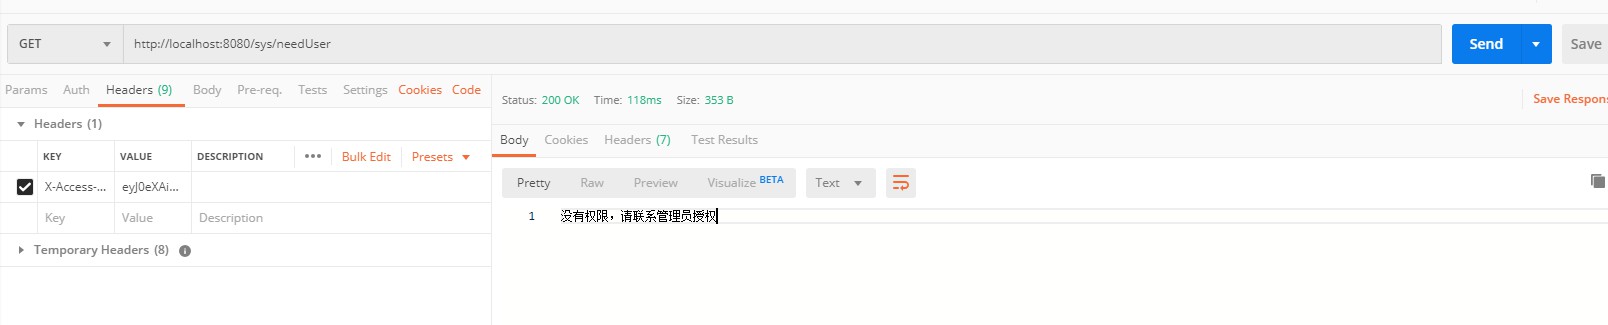 GET http://localhost:8080/sys/needUser Send Save
Params Auth Headers (9) Body Pre-req. Tests Settings Cookies Code
Headers (1)
KEY VALUE DESCRIPTION ••• Bulk Edit Presets
X-Access-... eyJ0eXAi...
Key Value Description
Temporary Headers (8)
Status: 200 OK Time: 118ms Size: 353 B Save Respon
Body Cookies Headers (7) Test Results
Pretty Raw Preview Visualize BETA Text
1 没有权限，请联系管理员授权